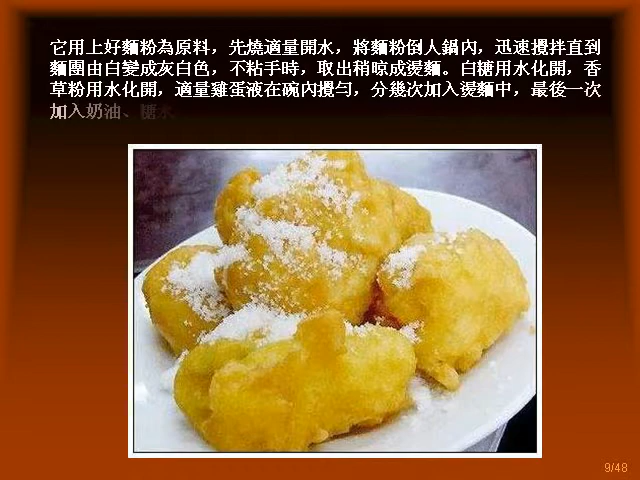 它用上好麵粉為原料，先燒適量開水，將麵粉倒人鍋內，迅速攪拌直到
麵團由白變成灰白色，不粘手時，取出稍晾成燙麵。白糖用水化開，香
草粉用水化開，適量雞蛋液在碗內攪勻，分幾次加入燙麵中，最後一次
加入奶油、糖水
9/48